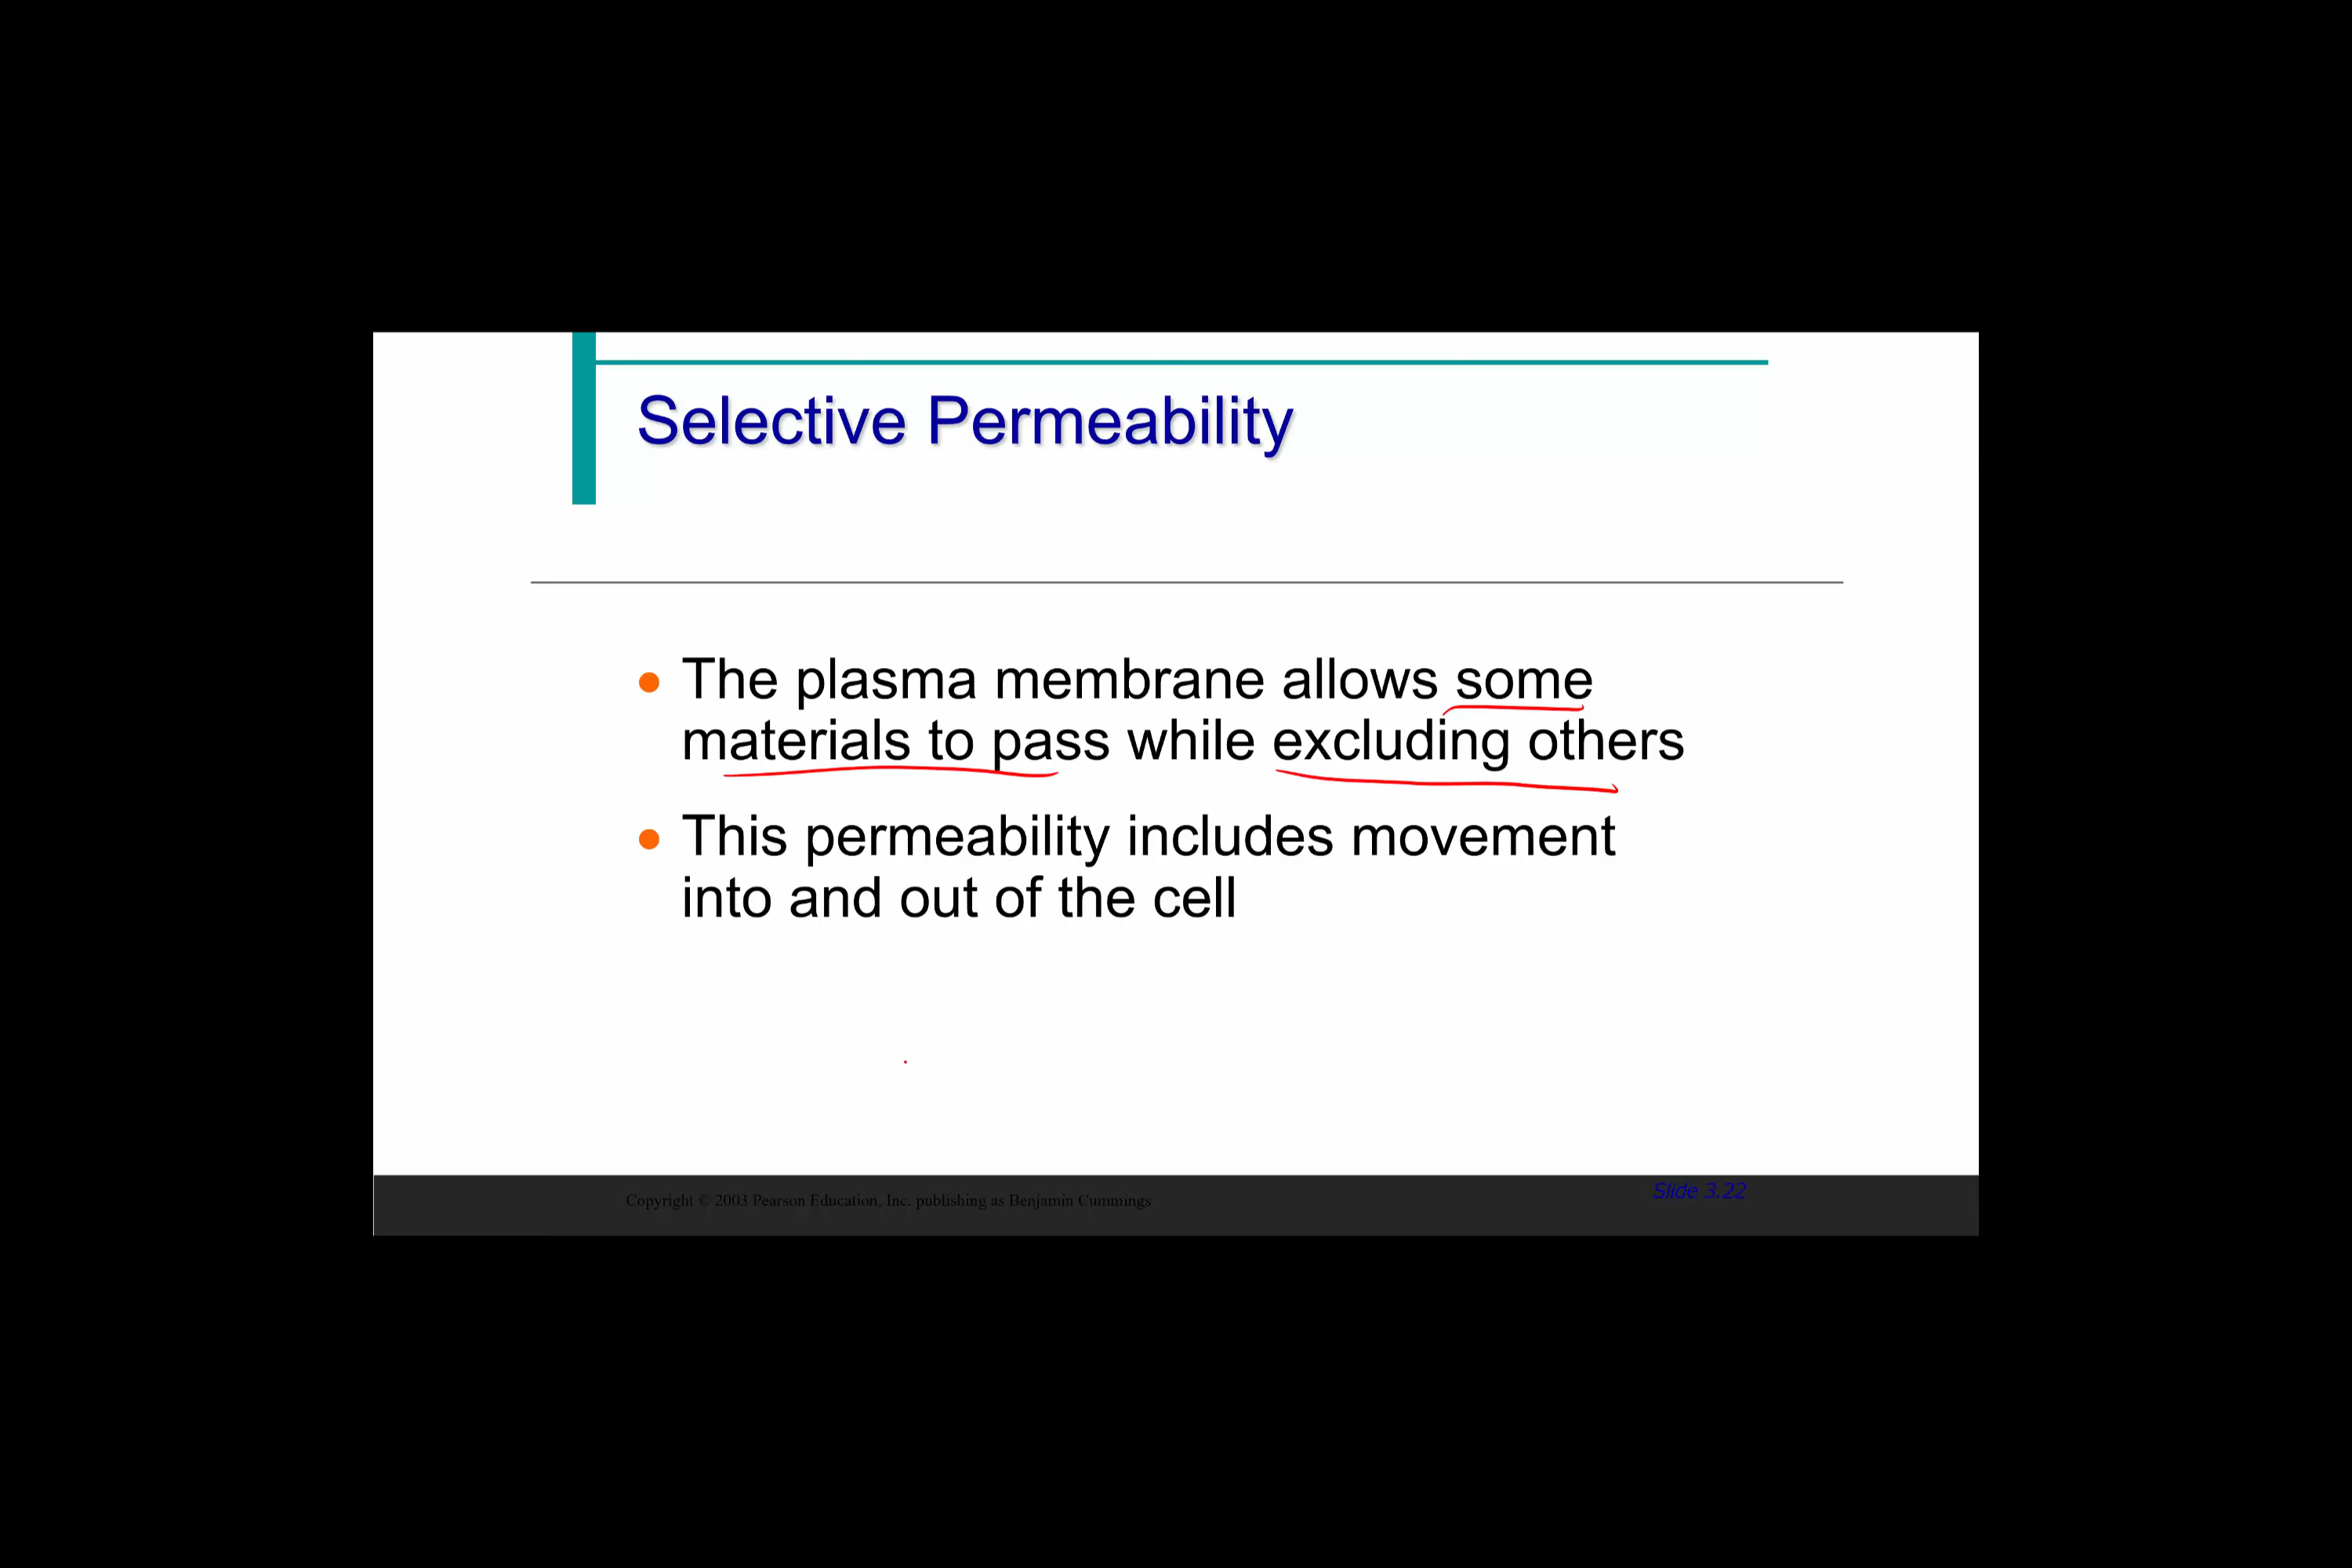 Selective Permeability
The plasma membrane allows some
materials to pass while excluding others
This permeability includes movement
into and out of the cell
Copyright © 2003 Pearson Education, Inc. publishing as Benjamin Cummings
Slide 3.22